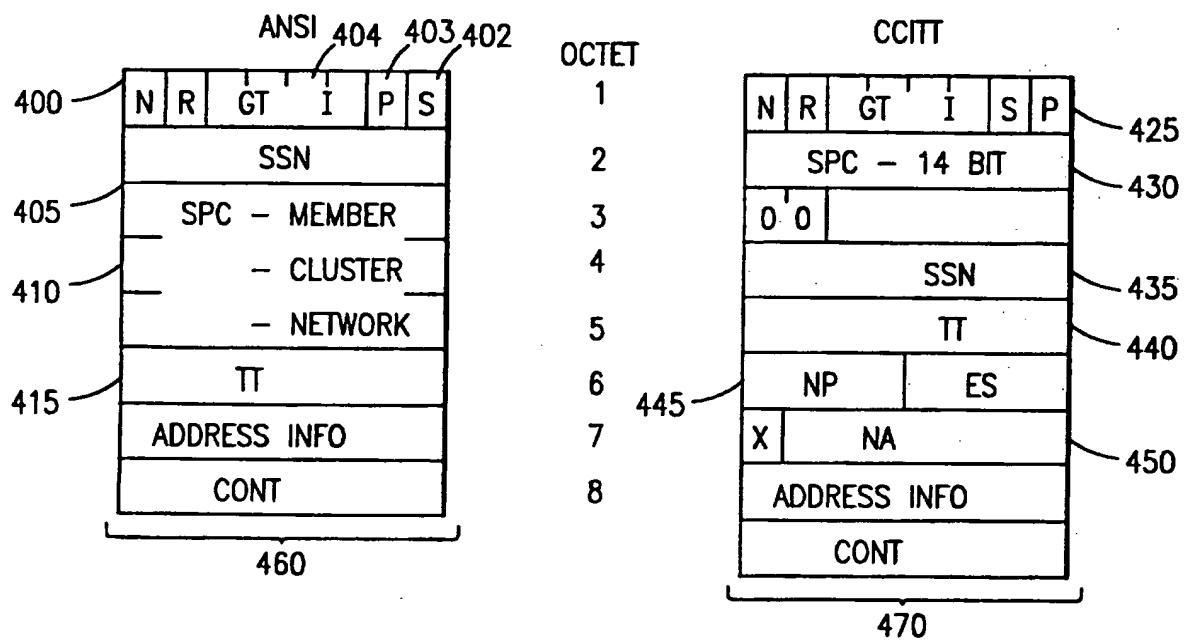 ANSI 404 403 402 OCTET CCITT
400 N R GT I P S 1 N R GT I S P 425
SSN 2 SPC - 14 BIT 430
405 SPC - MEMBER 3 0 0
410 - CLUSTER 4 SSN 435
- NETWORK 5 TT 440
415 TT 6 445 NP ES
ADDRESS INFO 7 X NA 450
CONT 8 ADDRESS INFO
460 CONT
470